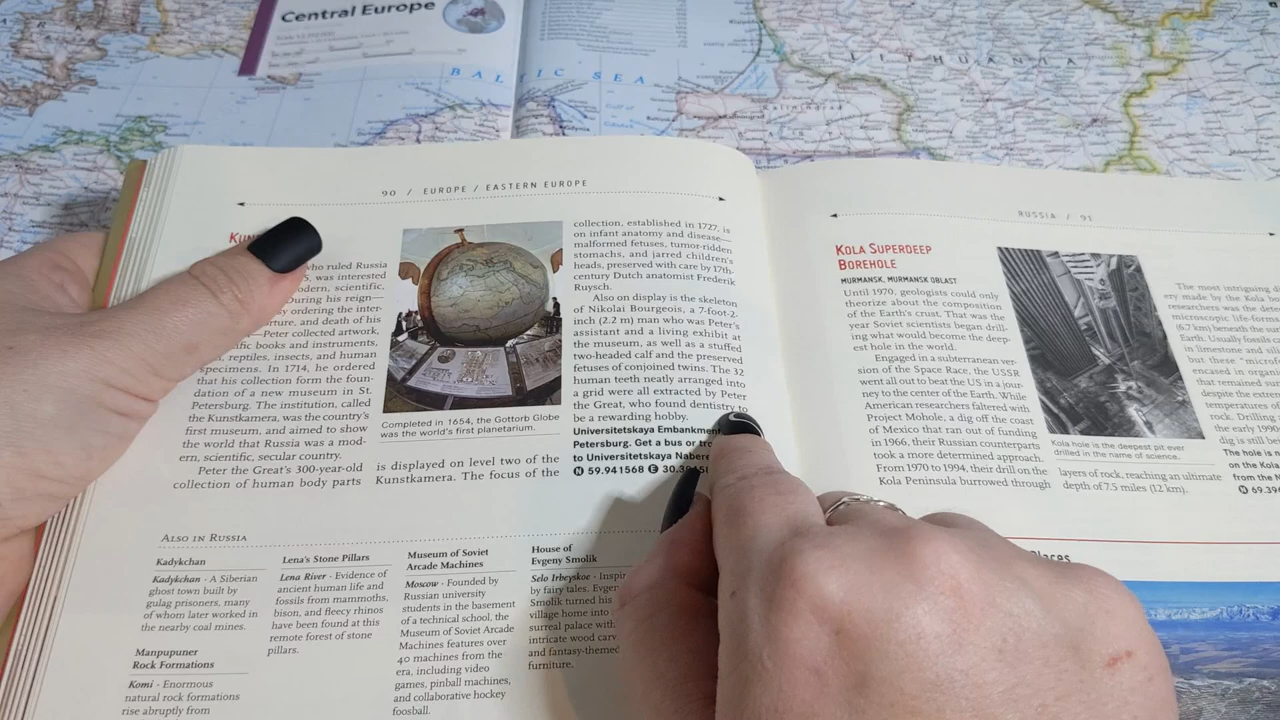 Central Europe
BALTIC SEA
LITHUANIA
Kaliningrad
90 / EUROPE / EASTERN EUROPE
who ruled Russia
was interested
odern, scientific,
During his reign—
ordering the inter-
and death of his
—Peter collected artwork,
books and instruments,
reptiles, insects, and human
specimens. In 1714, he ordered
that his collection form the foun-
dation of a new museum in St.
Petersburg. The institution, called
the Kunstkamera, was the country's
first museum, and aimed to show
the world that Russia was a mod-
ern, scientific, secular country.
Peter the Great's 300-year-old
collection of human body parts
Completed in 1654, the Gottorb Globe
was the world's first planetarium.
is displayed on level two of the
Kunstkamera. The focus of the
collection, established in 1727, is
on infant anatomy and disease—
malformed fetuses, tumor-ridden
stomachs, and jarred children's
heads, preserved with care by 17th-
century Dutch anatomist Frederik
Ruysch.
Also on display is the skeleton
of Nikolai Bourgeois, a 7-foot-2-
inch (2.2 m) man who was Peter's
assistant and a living exhibit at
the museum, as well as a stuffed
two-headed calf and the preserved
fetuses of conjoined twins. The 32
human teeth neatly arranged into
a grid were all extracted by Peter
the Great, who found dentistry to
be a rewarding hobby.
Universitetskaya Embankment
Petersburg. Get a bus or
to Universitetskaya Nabere
N 59.941568 E 30.
ALSO IN RUSSIA
Kadykchan
Kadykchan · A Siberian
ghost town built by
gulag prisoners, many
of whom later worked in
the nearby coal mines.
Manpupuner
Rock Formations
Komi · Enormous
natural rock formations
rise abruptly from
Lena's Stone Pillars
Lena River · Evidence of
ancient human life and
fossils from mammoths,
bison, and fleecy rhinos
have been found at this
remote forest of stone
pillars.
Museum of Soviet
Arcade Machines
Moscow · Founded by
Russian university
students in the basement
of a technical school, the
Museum of Soviet Arcade
Machines features over
40 machines from the
era, including video
games, pinball machines,
and collaborative hockey
foosball.
House of
Evgeny Smolik
Selo Irbeyskoe · Inspir
by fairy tales, Evgen
Smolik turned his
village home into
surreal palace with
intricate wood carv
and fantasy-themed
furniture.
RUSSIA / 91
KOLA SUPERDEEP
BOREHOLE
MURMANSK, MURMANSK OBLAST
Until 1970, geologists could only
theorize about the composition
of the Earth's crust. That was the
year Soviet scientists began drill-
ing what would become the deep-
est hole in the world.
Engaged in a subterranean ver-
sion of the Space Race, the USSR
went all out to beat the US in a jour-
ney to the center of the Earth. While
American researchers faltered with
Project Mohole, a dig off the coast
of Mexico that ran out of funding
in 1966, their Russian counterparts
took a more determined approach.
From 1970 to 1994, their drill on the
Kola Peninsula burrowed through
Kola hole is the deepest pit ever
drilled in the name of science.
layers of rock, reaching an ultimate
depth of 7.5 miles (12 km).
The most intriguing d
ery made by the Kola bo
researchers was the dete
microscopic life-forms
(6.7 km) beneath the su
Earth. Usually fossils ca
in limestone and sili
but these "microf
encased in organic
that remained sur
despite the extrem
temperatures of
rock. Drilling
the early 1990
dig is still be
The hole is n
on the Kola
from the N
N 69.39
Places